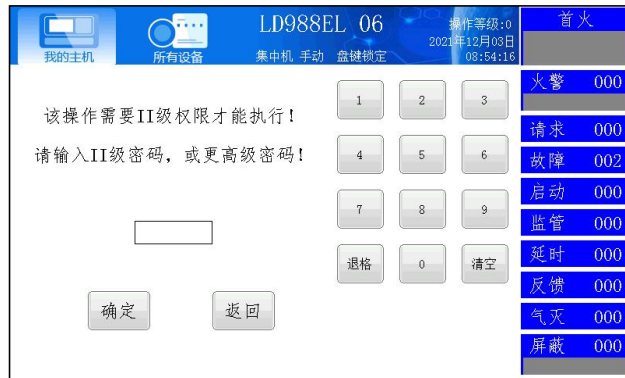 LD988EL 06
操作等级:0
2021年12月03日
08:54:16
我的主机
所有设备
集中机 手动 盘键锁定
该操作需要II级权限才能执行!
请输入II级密码，或更高级密码!
确定
返回
1
2
3
4
5
6
7
8
9
退格
0
清空
首火
火警 000
请求 000
故障 002
启动 000
监管 000
延时 000
反馈 000
气灭 000
屏蔽 000